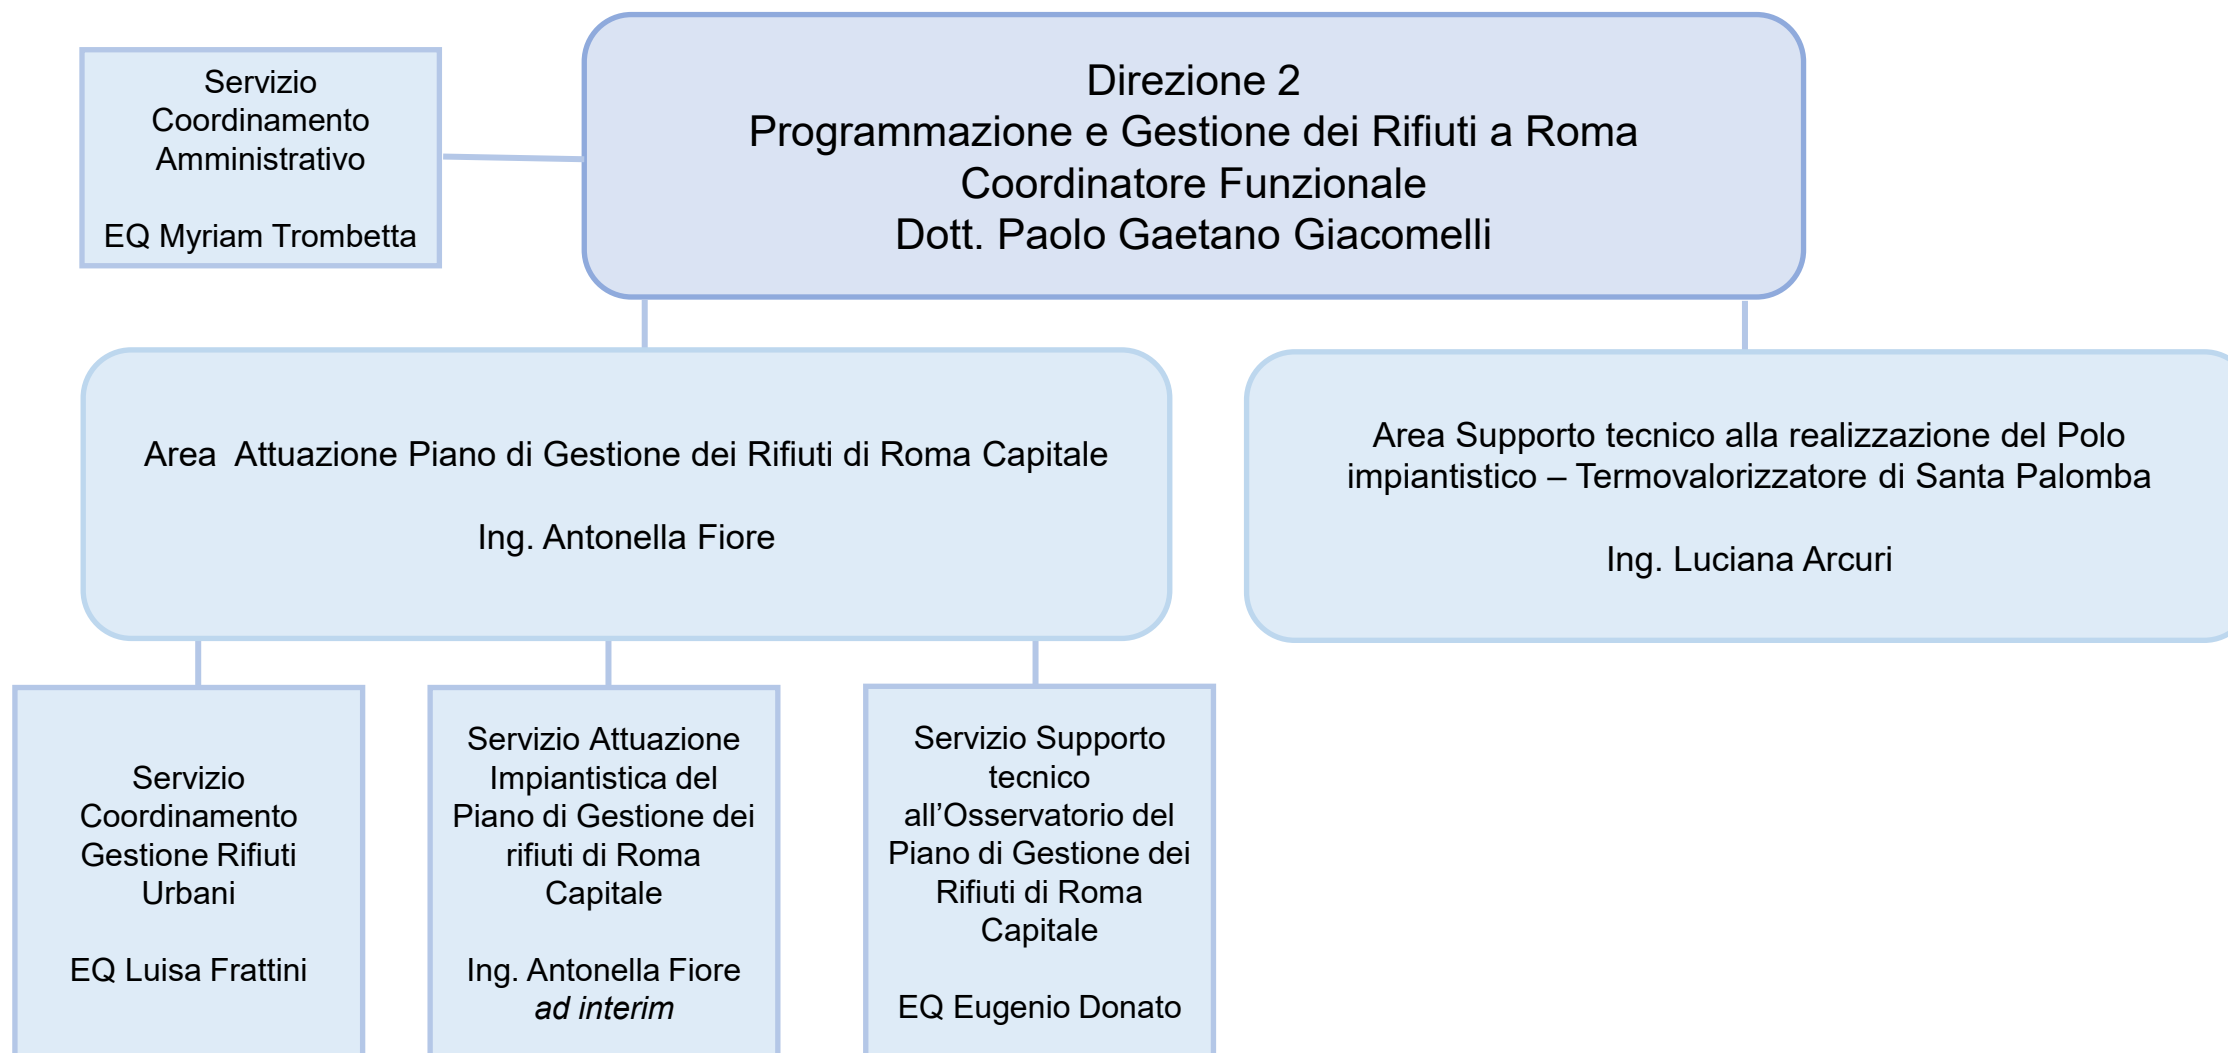 Servizio
Coordinamento
Amministrativo
EQ Myriam Trombetta
Direzione 2
Programmazione e Gestione dei Rifiuti a Roma
Coordinatore Funzionale
Dott. Paolo Gaetano Giacomelli
Area  Attuazione Piano di Gestione dei Rifiuti di Roma Capitale
Ing. Antonella Fiore
Area Supporto tecnico alla realizzazione del Polo
impiantistico – Termovalorizzatore di Santa Palomba
Ing. Luciana Arcuri
Servizio
Coordinamento
Gestione Rifiuti
Urbani
EQ Luisa Frattini
Servizio Attuazione
Impiantistica del
Piano di Gestione dei
rifiuti di Roma
Capitale
Ing. Antonella Fiore
ad interim
Servizio Supporto
tecnico
all’Osservatorio del
Piano di Gestione dei
Rifiuti di Roma
Capitale
EQ Eugenio Donato